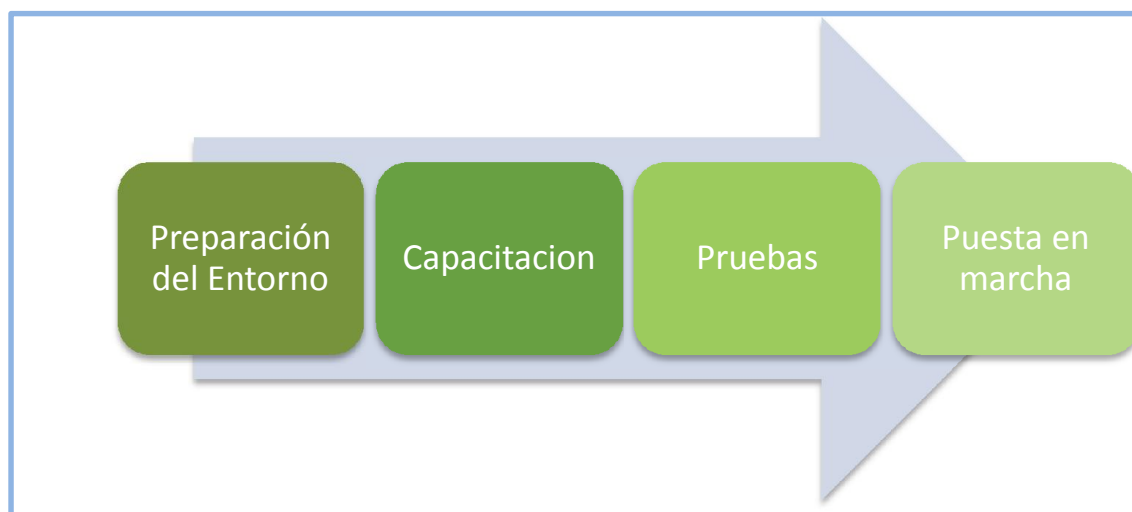 Preparación
del Entorno
Capacitacion
Pruebas
Puesta en
marcha